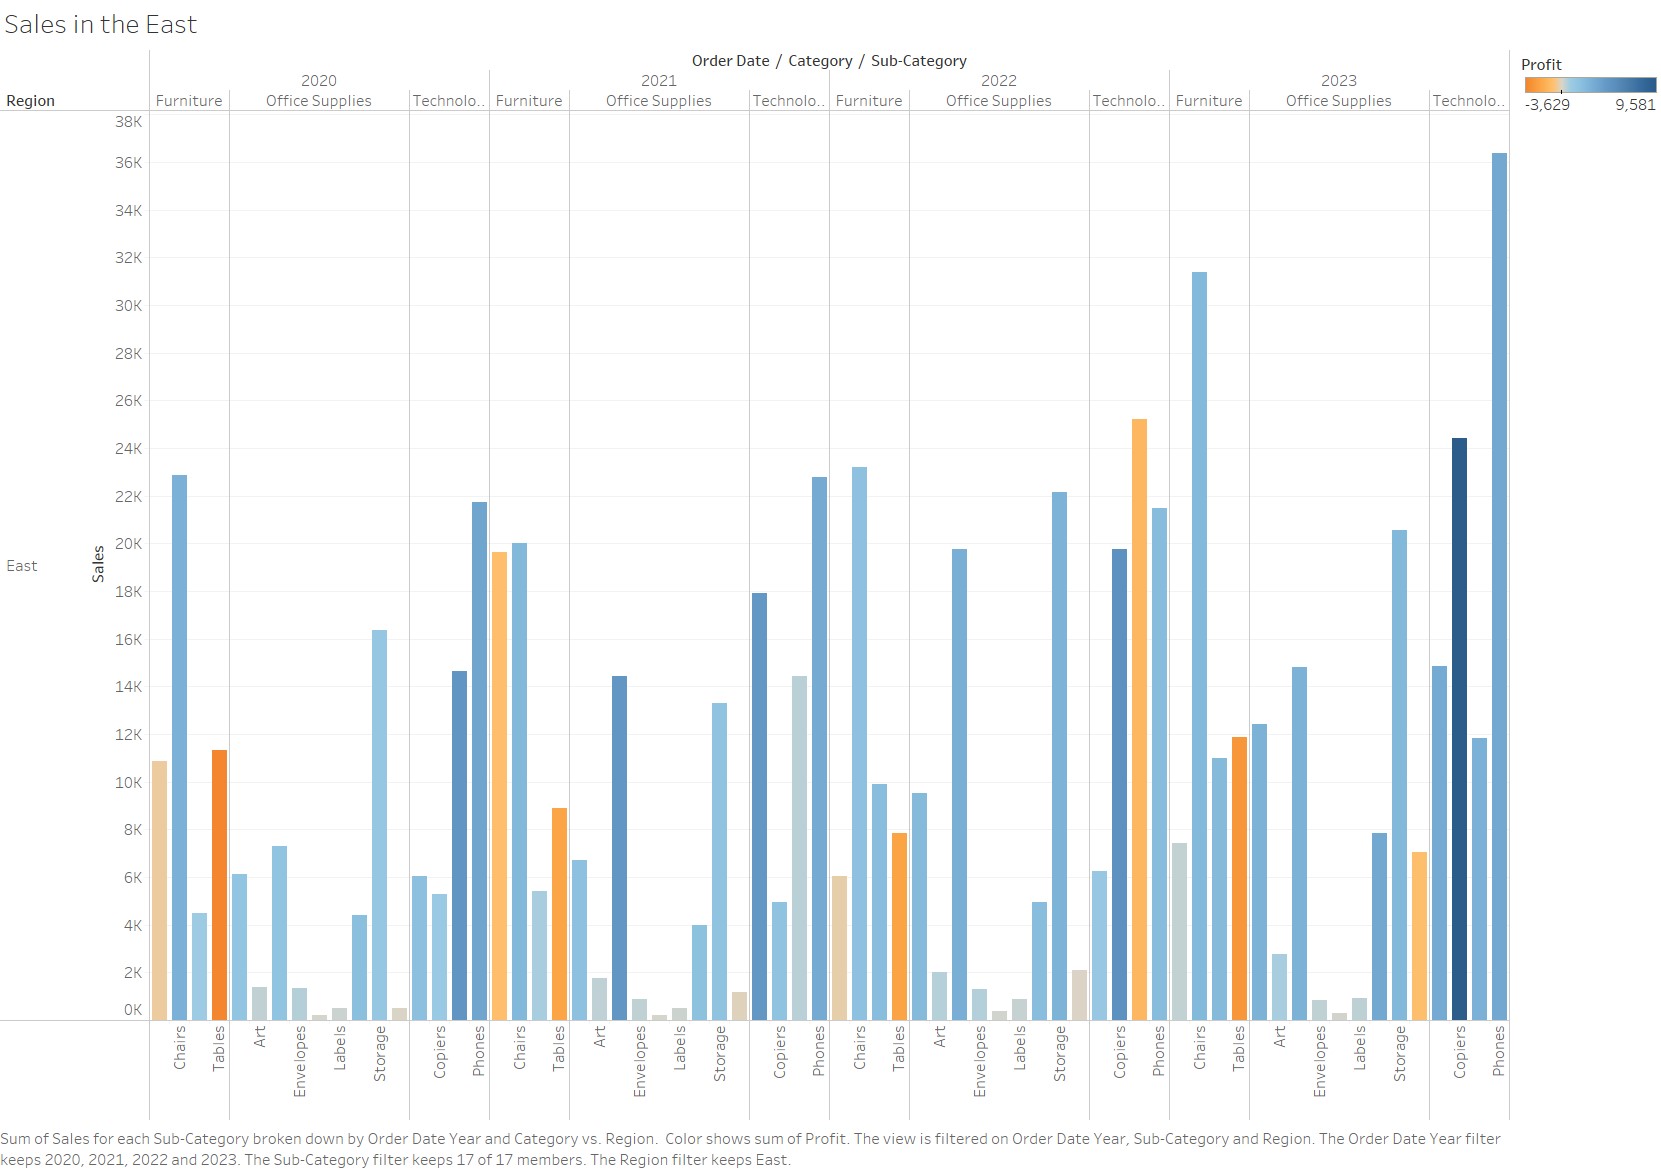 Sales in the East
Order Date / Category / Sub-Category
Profit
2020 2021 2022 2023
Region Furniture Office Supplies Technolo.. Furniture Office Supplies Technolo.. Furniture Office Supplies Technolo.. Furniture Office Supplies Technolo..
-3,629 9,581
38K
36K
34K
32K
30K
28K
26K
24K
22K
20K
18K
16K
14K
12K
10K
8K
6K
4K
2K
0K
East
Sales
Chairs Tables Art Envelopes Labels Storage Copiers Phones Chairs Tables Art Envelopes Labels Storage Copiers Phones Chairs Tables Art Envelopes Labels Storage Copiers Phones Chairs Tables Art Envelopes Labels Storage Copiers Phones
Sum of Sales for each Sub-Category broken down by Order Date Year and Category vs. Region. Color shows sum of Profit. The view is filtered on Order Date Year, Sub-Category and Region. The Order Date Year filter
keeps 2020, 2021, 2022 and 2023. The Sub-Category filter keeps 17 of 17 members. The Region filter keeps East.